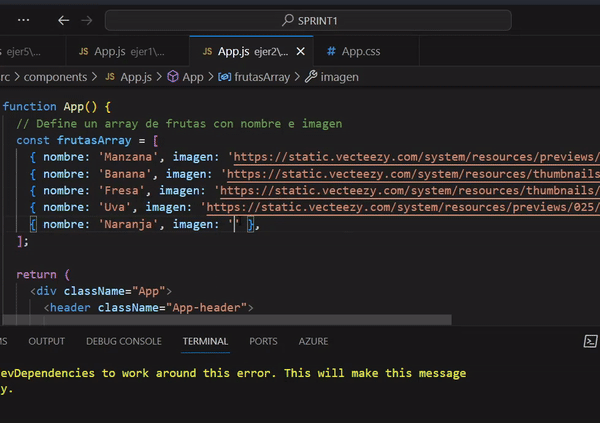 ··· ← → SPRINT1
s ejer5\... JS App.js ejer1\... JS App.js ejer2\... × # App.css
rc > components > JS App.js > App > frutasArray > imagen
function App() {
// Define un array de frutas con nombre e imagen
const frutasArray = [
{ nombre: 'Manzana', imagen: 'https://static.vecteezy.com/system/resources/previews/
{ nombre: 'Banana', imagen: 'https://static.vecteezy.com/system/resources/thumbnails
{ nombre: 'Fresa', imagen: 'https://static.vecteezy.com/system/resources/thumbnails/
{ nombre: 'Uva', imagen: 'https://static.vecteezy.com/system/resources/previews/025/
{ nombre: 'Naranja', imagen: '' },
];
return (
<div className="App">
<header className="App-header">
MS OUTPUT DEBUG CONSOLE TERMINAL PORTS AZURE
evDependencies to work around this error. This will make this message
y.